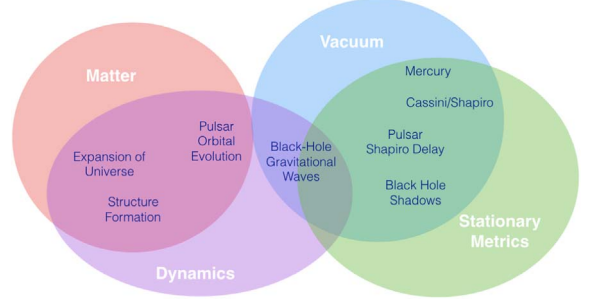 Vacuum
Matter
Mercury
Cassini/Shapiro
Pulsar
Orbital
Evolution
Pulsar
Shapiro Delay
Black-Hole
Gravitational
Waves
Expansion of
Universe
Black Hole
Shadows
Structure
Formation
Stationary
Metrics
Dynamics